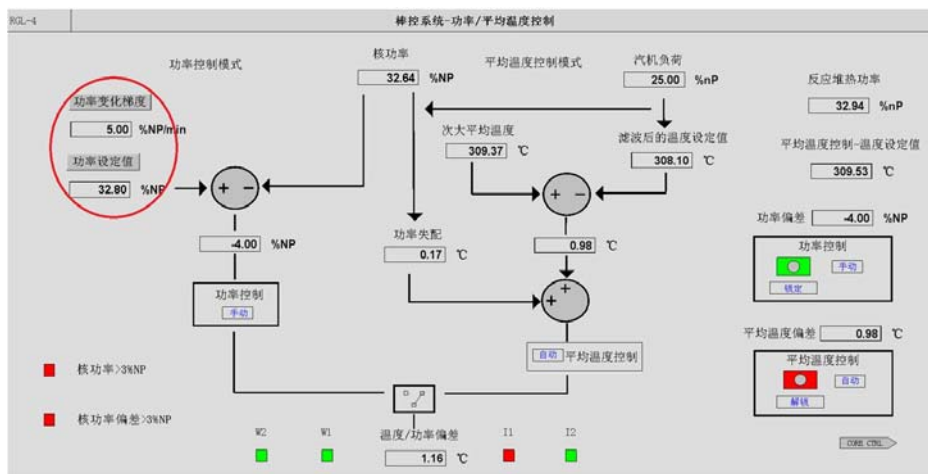 RGL-4
棒控系统-功率/平均温度控制
功率控制模式
核功率
32.64 %NP
平均温度控制模式
汽机负荷
25.00 %nP
反应堆热功率
32.94 %nP
功率变化梯度
5.00 %NP/min
功率设定值
32.80 %NP
次大平均温度
309.37 ℃
滤波后的温度设定值
308.10 ℃
平均温度控制-温度设定值
309.53 ℃
+ −
+ −
-4.00 %NP
功率失配
0.17 ℃
0.98 ℃
功率偏差 -4.00 %NP
功率控制
手动
锁定
+ +
功率控制
手动
自动 平均温度控制
平均温度偏差 0.98 ℃
平均温度控制
自动
解锁
核功率>3%NP
核功率偏差>3%NP
W2 W1 温度/功率偏差 I1 I2
1.16 ℃
CORE CTRL